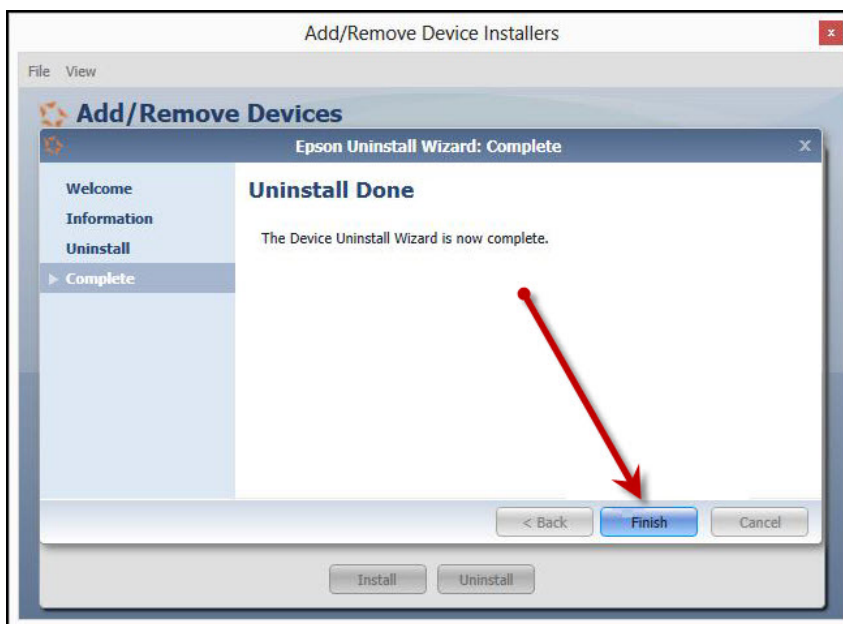 Add/Remove Device Installers
x
File View
Add/Remove Devices
Epson Uninstall Wizard: Complete
x
Welcome
Information
Uninstall
Complete
Uninstall Done
The Device Uninstall Wizard is now complete.
< Back Finish Cancel
Install Uninstall